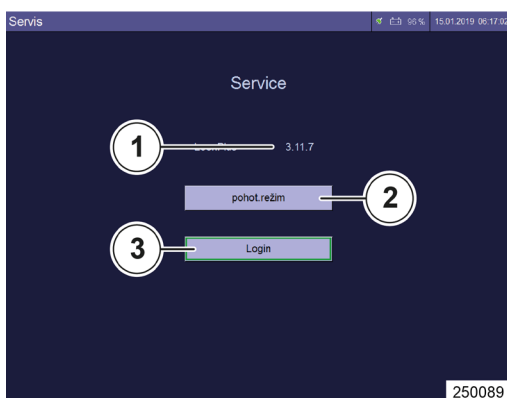 Servis 96 % 15.01.2019 06:17:02
Service
1
3.11.7
pohot.režim
2
3
Login
250089